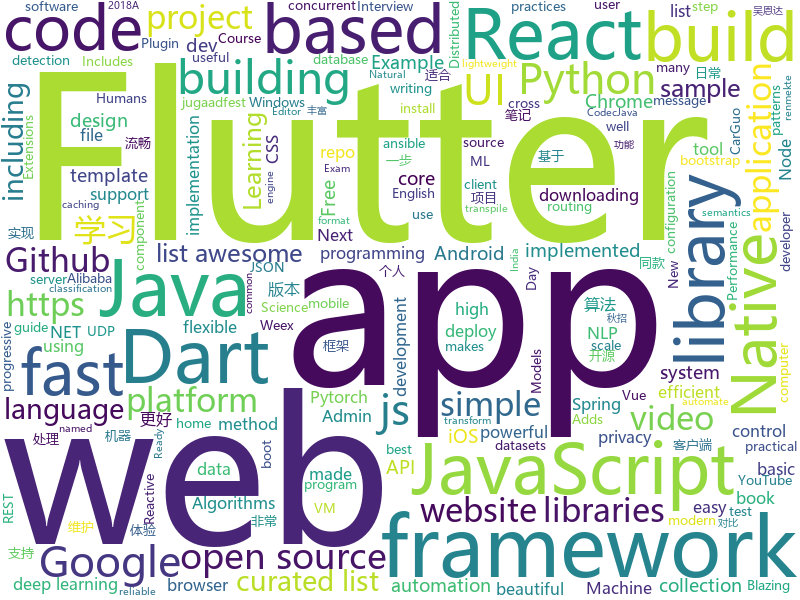 software
Plugin
concurrent
Interview
practices
user
Distributed
step
吴恩达
2018A
Course
code
project
based
React
build
list
detection
Includes
dev
database
Example
Natural
many
日常
useful
building
UI
Python
Chrome
sample
message
适合
Humans
jugaadfest
Windows
Editor
丰富
笔记
CodecJava
well
功能
Extensions
including
design
file
流畅
implementation
Learning
writing
install
cross
application
patterns
Node
CarGuo
CSS
repo
ansible
一步
source
ML
基于
tool
bootstrap
template
support
学习
component
engine
Free
core
client
项目
Exam
format
English
use
downloading
library
configuration
transpile
routing
Flutter
实现
caching
Github
list awesome
Next
programming
Android
implemented
Native
semantics
Performance
developer
server
Alibaba
classification
JSON
common
版本
Science
个人
mobile
app
New
同款
India
Day
https
Java
guide
NET
UDP
flexible
Weex
high
deploy
NLP
算法
秋招
scale
开源
progressive
using
Dart
框架
development
makes
Models
system
efficient
computer
fast
Pytorch
Spring
Vue
automate
platform
js
simple
Adds
privacy
language
更好
Admin
iOS
powerful
transform
video
客户端
control
practical
处理
named
机器
Ready
method
home
boot
API
best
datasets
YouTube
basic
REST
web
data
Reactive
JavaScript
book
easy
test
modern
对比
Algorithms
program
VM
website
libraries
维护
体验
非常
Google
open source
framework
支持
deep learning
reliable
browser
curated list
automation
lightweight
beautiful
Machine
collection
Blazing
made
renmekte